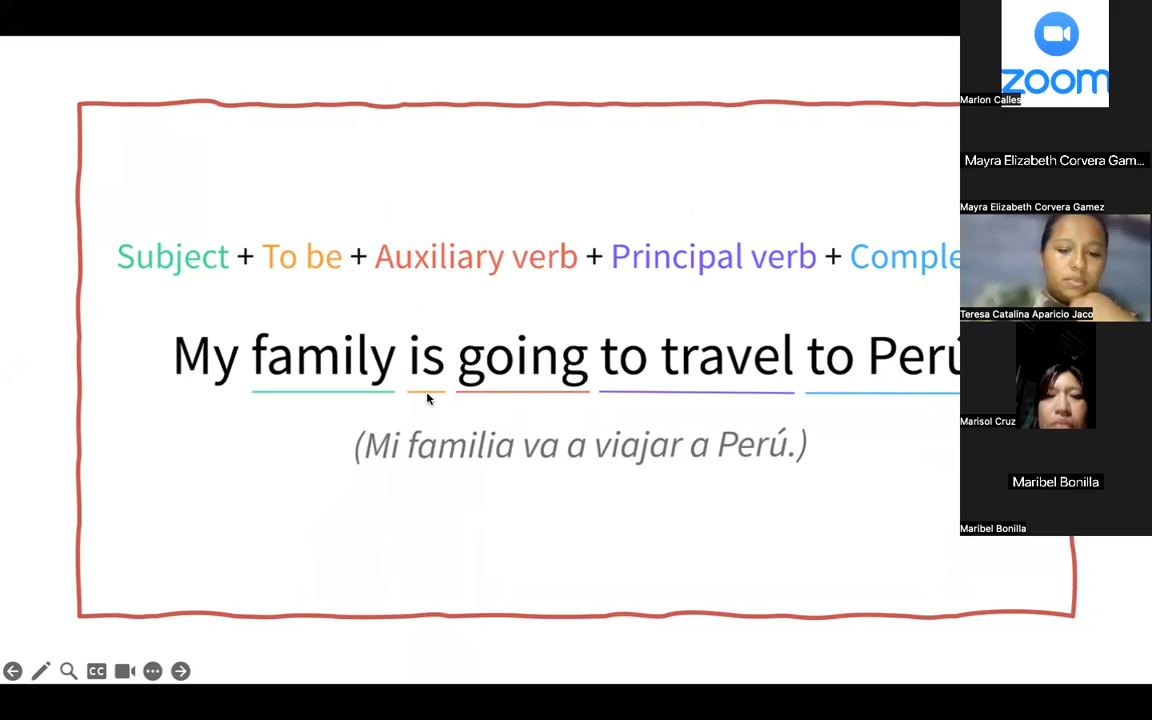 Subject + To be + Auxiliary verb + Principal verb + Comple
My family is going to travel to Perú
(Mi familia va a viajar a Perú.)
CC
zoom
Marlon Calles
Mayra Elizabeth Corvera Gam...
Mayra Elizabeth Corvera Gamez
Teresa Catalina Aparicio Jaco
Marisol Cruz
Maribel Bonilla
Maribel Bonilla